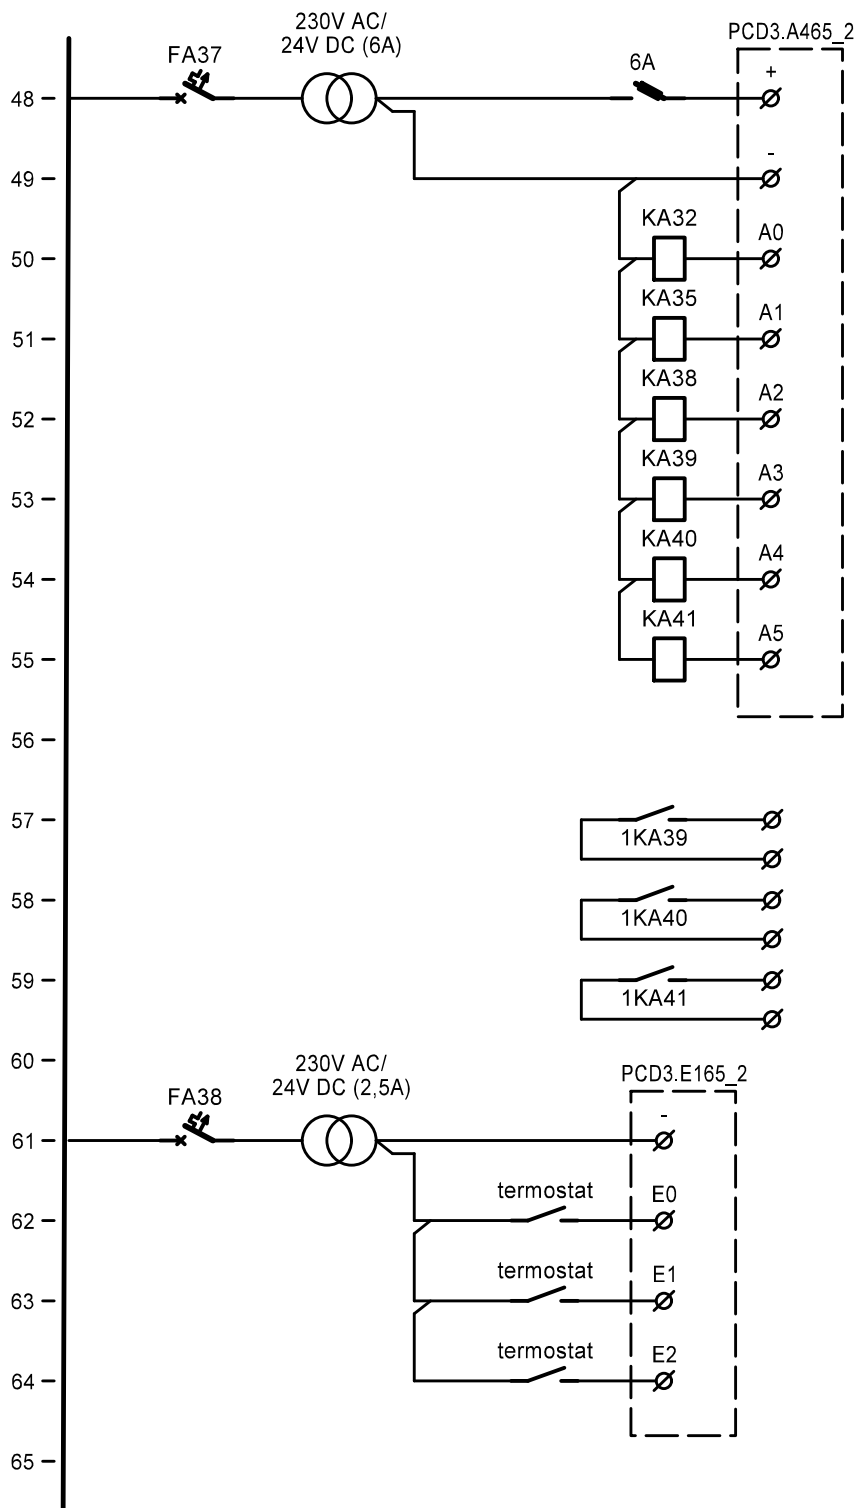 230V AC/
24V DC (6A)
PCD3.A465_2
FA37
6A
+
48
-
49
KA32
A0
50
KA35
A1
51
KA38
A2
52
KA39
A3
53
KA40
A4
54
KA41
A5
55
56
57
1KA39
58
1KA40
59
1KA41
60
230V AC/
24V DC (2,5A)
PCD3.E165_2
FA38
-
61
termostat
E0
62
termostat
E1
63
termostat
E2
64
65